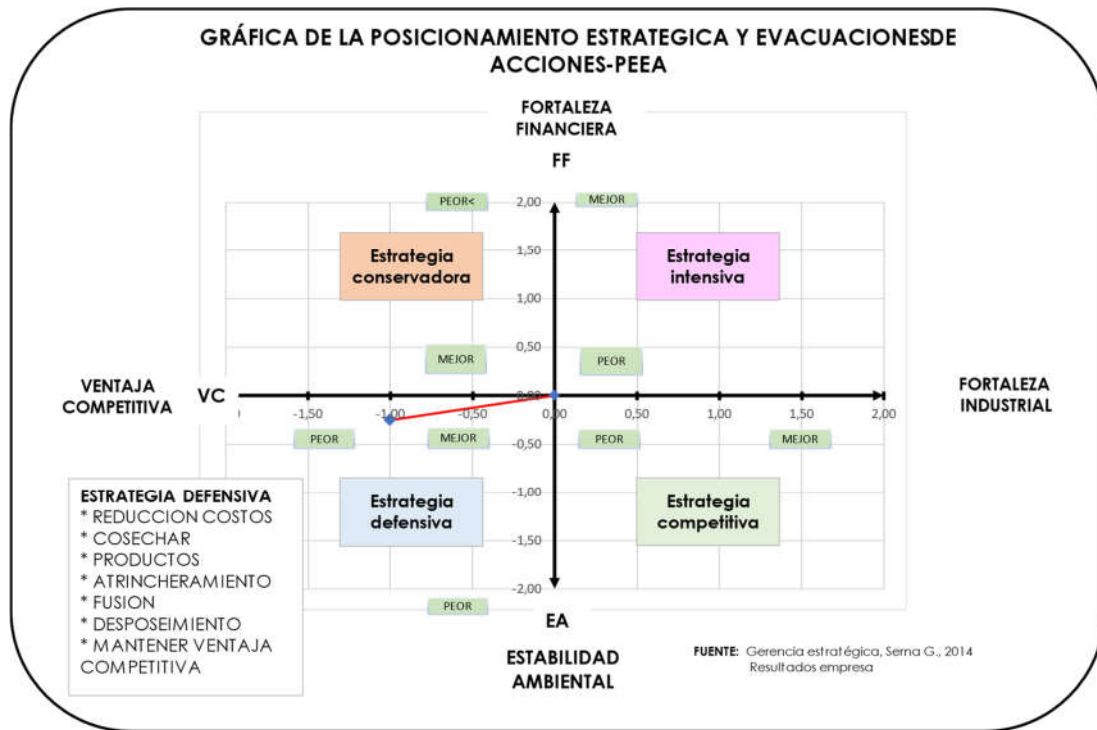 GRÁFICA DE LA POSICIONAMIENTO ESTRATEGICA Y EVACUACIONESDE
ACCIONES-PEEA
FORTALEZA
FINANCIERA
FF
PEOR<
2,00
MEJOR
Estrategia
conservadora
1,50
Estrategia
intensiva
1,00
0,50
MEJOR
PEOR
VENTAJA
COMPETITIVA
VC
0,00
FORTALEZA
INDUSTRIAL
-1,50
-1,00
-0,50
0,00
0,50
1,00
1,50
2,00
PEOR
MEJOR
-0,50
PEOR
MEJOR
Estrategia
defensiva
-1,00
Estrategia
competitiva
-1,50
-2,00
PEOR
EA
ESTABILIDAD
AMBIENTAL
ESTRATEGIA DEFENSIVA
* REDUCCION COSTOS
* COSECHAR
* PRODUCTOS
* ATRINCHERAMIENTO
* FUSION
* DESPOSEIMIENTO
* MANTENER VENTAJA
COMPETITIVA
FUENTE: Gerencia estratégica, Serna G., 2014
Resultados empresa